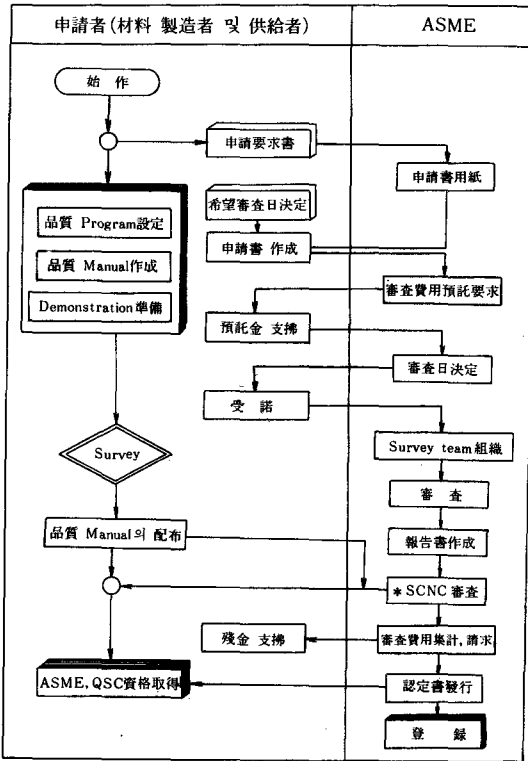 申請者(材料 製造者 및 供給者)
ASME
始 作
申請要求書
申請書用紙
希望審査日決定
品質 Program設定
申請書 作成
品質 Manual作成
審査費用預託要求
Demonstration準備
預託金 支拂
審査日決定
受 諾
Survey
Survey team組織
審 査
品質 Manual의 配布
報告書作成
*SCNC 審査
殘金 支拂
審査費用集計, 請求
ASME, QSC資格取得
認定書發行
登 録